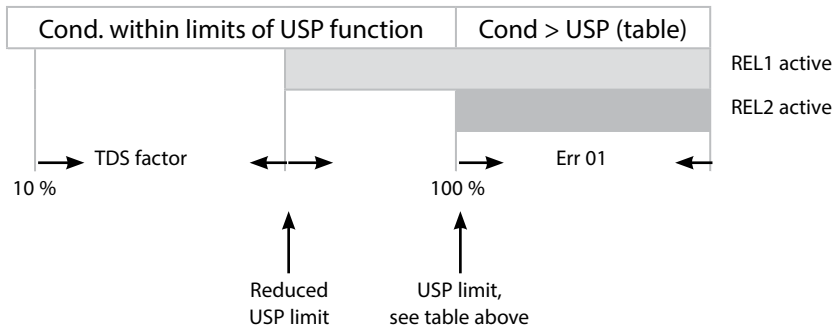 Cond. within limits of USP function
Cond > USP (table)
REL1 active
REL2 active
TDS factor
Err 01
10 %
100 %
Reduced
USP limit
USP limit,
see table above